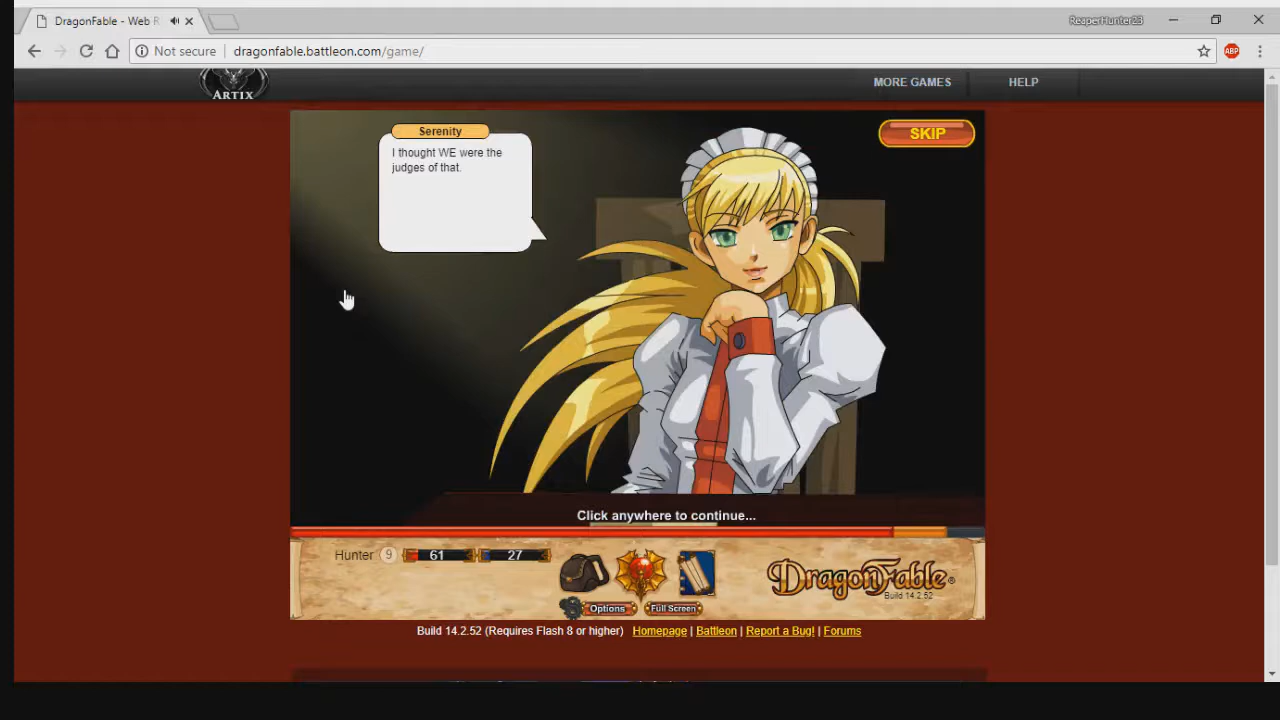 DragonFable - Web R
ReaperHunter23
Not secure
dragonfable.battleon.com/game/
ABP
ARTIX
MORE GAMES
HELP
Serenity
SKIP
I thought WE were the
judges of that.
Click anywhere to continue...
Hunter 9 61 27
DragonFable
Build 14.2.52
Options
Full Screen
Build 14.2.52 (Requires Flash 8 or higher) Homepage | Battleon | Report a Bug! | Forums